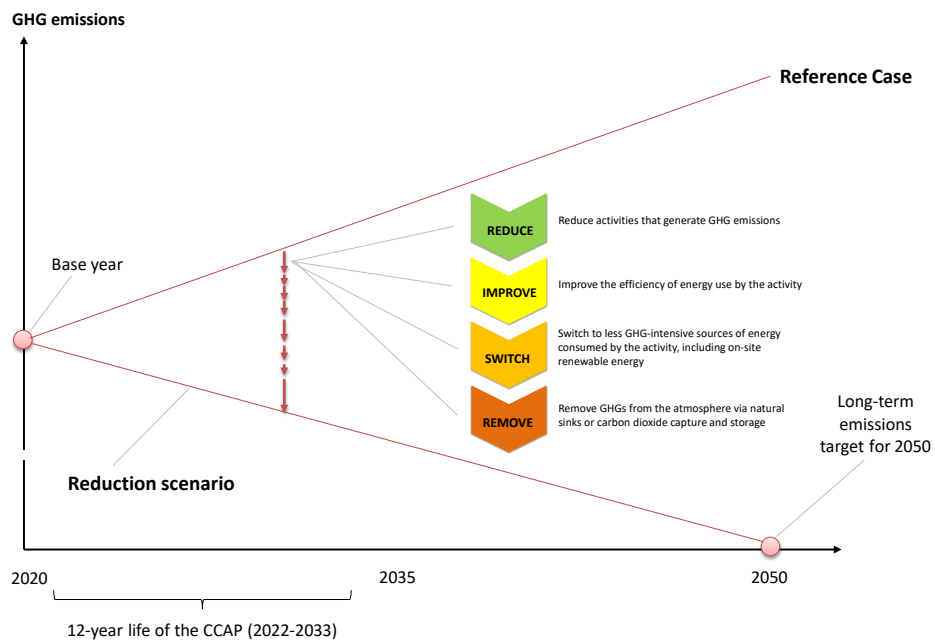 GHG emissions
Reference Case
REDUCE
Reduce activities that generate GHG emissions
Base year
IMPROVE
Improve the efficiency of energy use by the activity
SWITCH
Switch to less GHG-intensive sources of energy
consumed by the activity, including on-site
renewable energy
REMOVE
Remove GHGs from the atmosphere via natural
sinks or carbon dioxide capture and storage
Long-term
emissions
target for 2050
Reduction scenario
2020
2035
2050
12-year life of the CCAP (2022-2033)